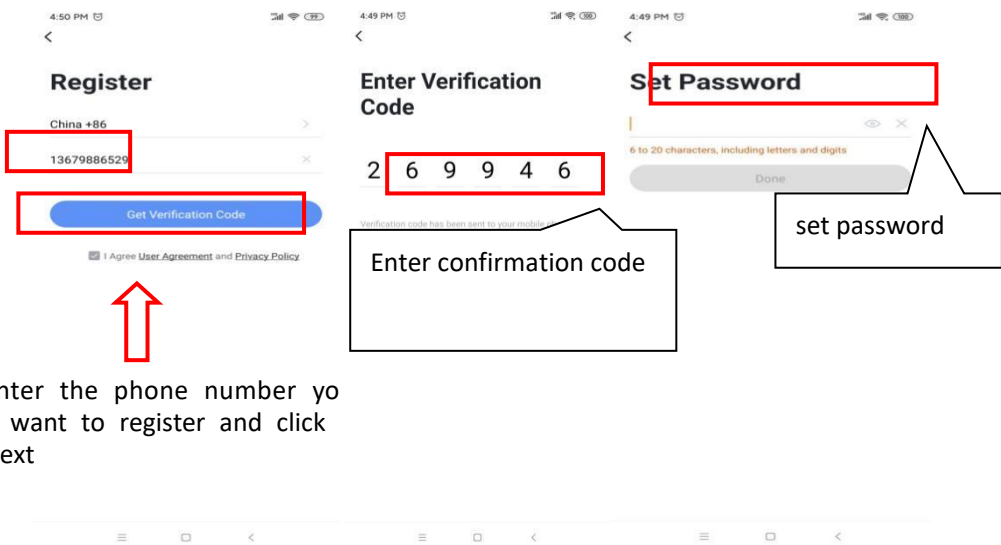 4:50 PM
99
Register
China +86
13679886529
Get Verification Code
I Agree User Agreement and Privacy Policy
nter the phone number yo
want to register and click
ext
4:49 PM
100
Enter Verification
Code
2 6 9 9 4 6
Verification code has been sent to your mobile
Enter confirmation code
4:49 PM
100
Set Password
6 to 20 characters, including letters and digits
Done
set password